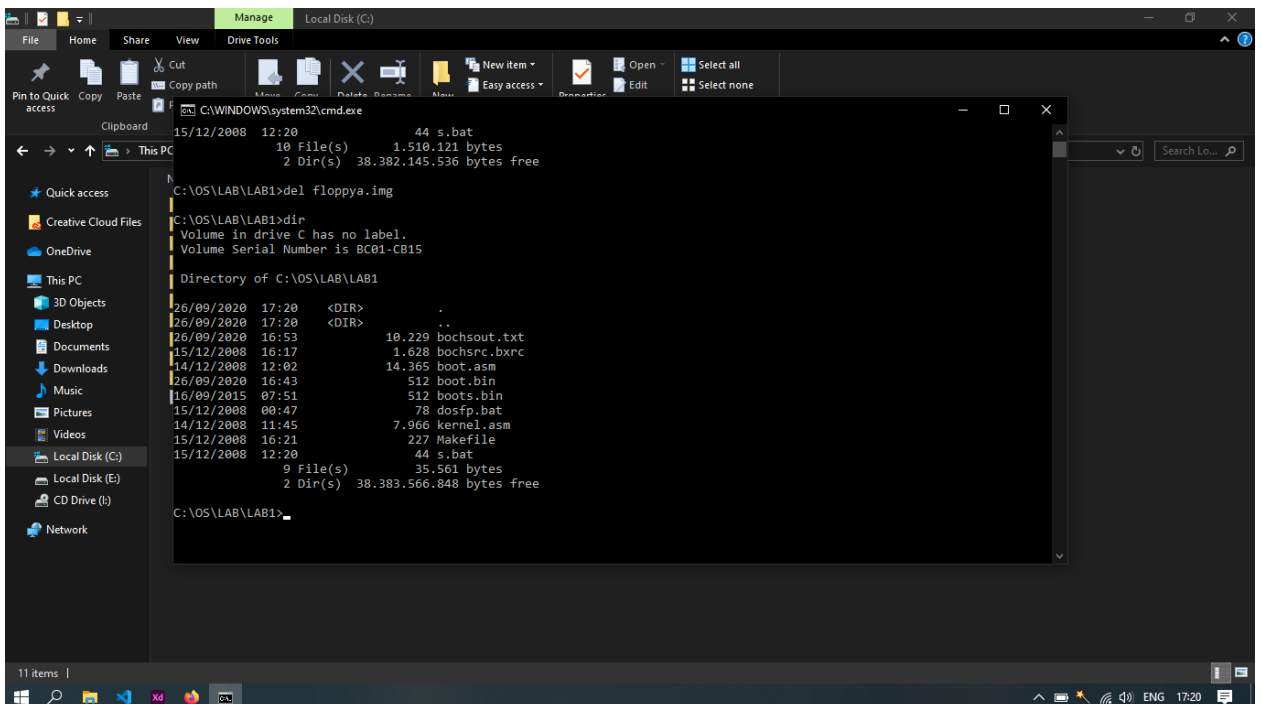 Manage
Local Disk (C:)
File Home Share View Drive Tools
Pin to Quick access
Copy
Paste
Cut
Copy path
Clipboard
Move Copy Delete Rename New
New item
Easy access
Properties
Open
Edit
Select all
Select none
This PC
Search Lo...
Quick access
Creative Cloud Files
OneDrive
This PC
3D Objects
Desktop
Documents
Downloads
Music
Pictures
Videos
Local Disk (C:)
Local Disk (E:)
CD Drive (I:)
Network
C:\WINDOWS\system32\cmd.exe
15/12/2008  12:20                44 s.bat
              10 File(s)      1.510.121 bytes
               2 Dir(s)  38.382.145.536 bytes free
C:\OS\LAB\LAB1>del floppya.img
C:\OS\LAB\LAB1>dir
 Volume in drive C has no label.
 Volume Serial Number is BC01-CB15
 Directory of C:\OS\LAB\LAB1
26/09/2020  17:20    <DIR>          .
26/09/2020  17:20    <DIR>          ..
26/09/2020  16:53            10.229 bochsout.txt
15/12/2008  16:17             1.628 bochsrc.bxrc
14/12/2008  12:02            14.365 boot.asm
26/09/2020  16:43               512 boot.bin
16/09/2015  07:51               512 boots.bin
15/12/2008  00:47                78 dosfp.bat
14/12/2008  11:45             7.966 kernel.asm
15/12/2008  16:21               227 Makefile
15/12/2008  12:20                44 s.bat
               9 File(s)         35.561 bytes
               2 Dir(s)  38.383.566.848 bytes free
C:\OS\LAB\LAB1>
11 items
Xd
ENG 17:20